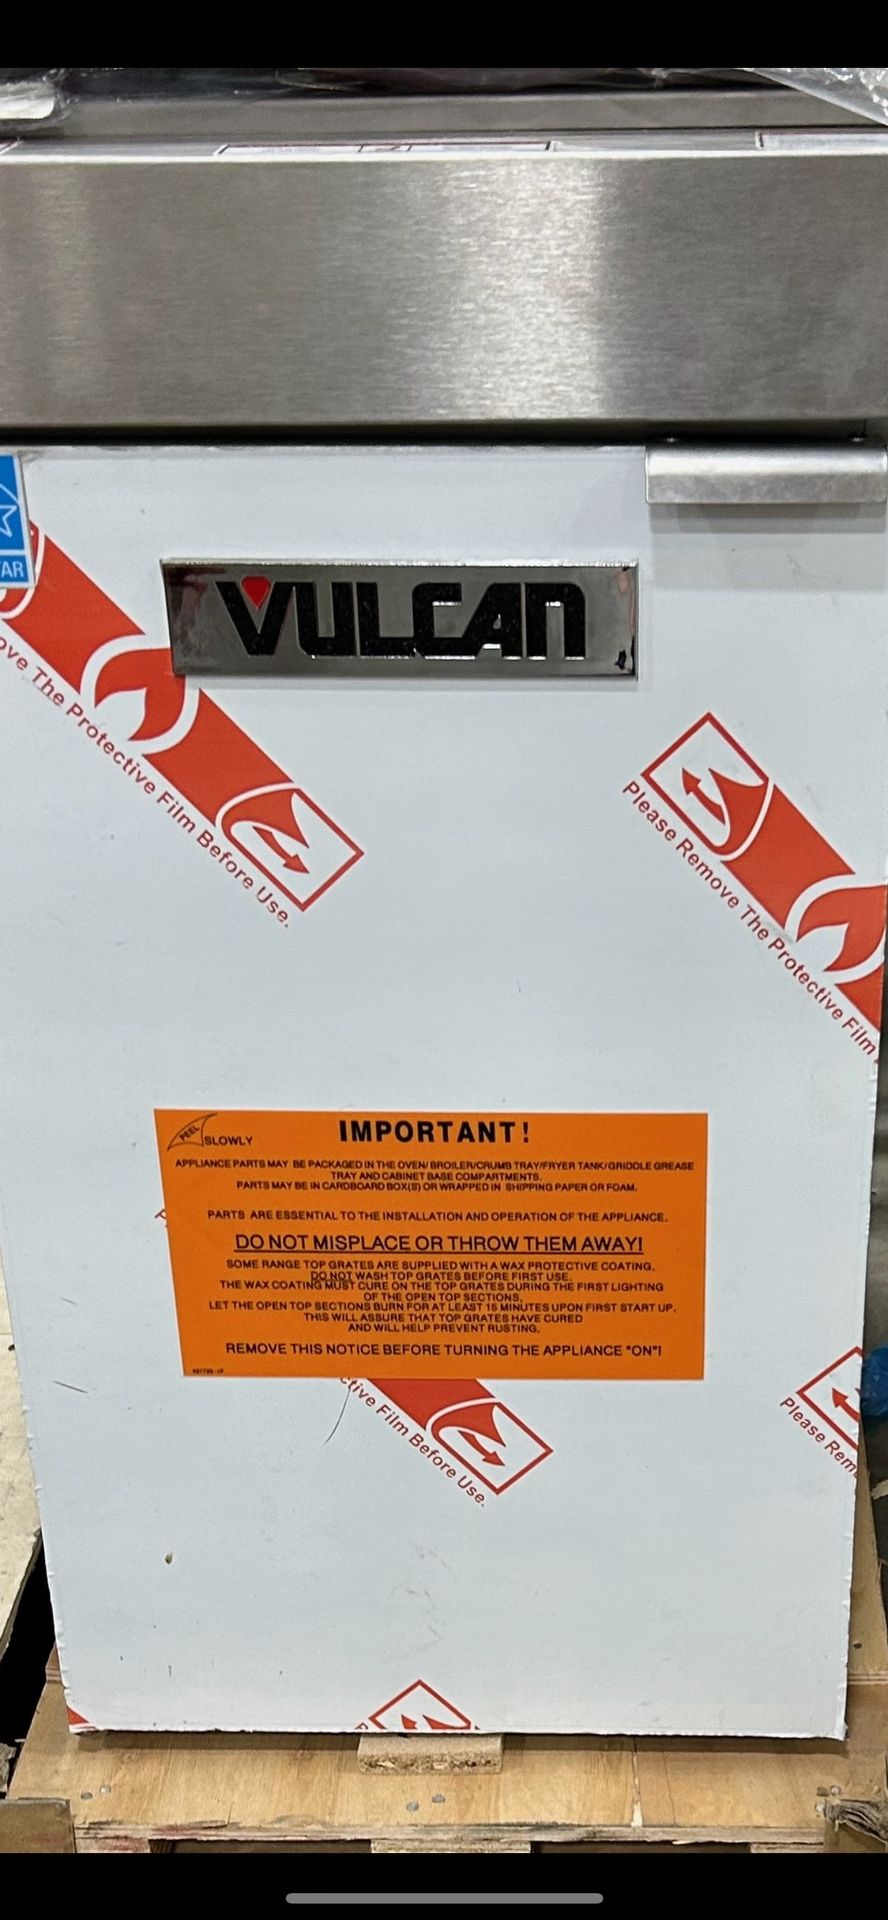 AR
VULCAN
ove The Protective Film Before Use.
Please Remove The Protective Film
PEEL SLOWLY
IMPORTANT!
APPLIANCE PARTS MAY BE PACKAGED IN THE OVEN/BROILER/CRUMB TRAY/FRYER TANK/GRIDDLE GREASE
TRAY AND CABINET BASE COMPARTMENTS.
PARTS MAY BE IN CARDBOARD BOX(S) OR WRAPPED IN SHIPPING PAPER OR FOAM.
PARTS ARE ESSENTIAL TO THE INSTALLATION AND OPERATION OF THE APPLIANCE.
DO NOT MISPLACE OR THROW THEM AWAY!
SOME RANGE TOP GRATES ARE SUPPLIED WITH A WAX PROTECTIVE COATING.
DO NOT WASH TOP GRATES BEFORE FIRST USE.
THE WAX COATING MUST CURE ON THE TOP GRATES DURING THE FIRST LIGHTING
OF THE OPEN TOP SECTIONS.
LET THE OPEN TOP SECTIONS BURN FOR AT LEAST 15 MINUTES UPON FIRST START UP.
THIS WILL ASSURE THAT TOP GRATES HAVE CURED
AND WILL HELP PREVENT RUSTING.
REMOVE THIS NOTICE BEFORE TURNING THE APPLIANCE "ON"!
ctive Film Before Use.
Please Rem